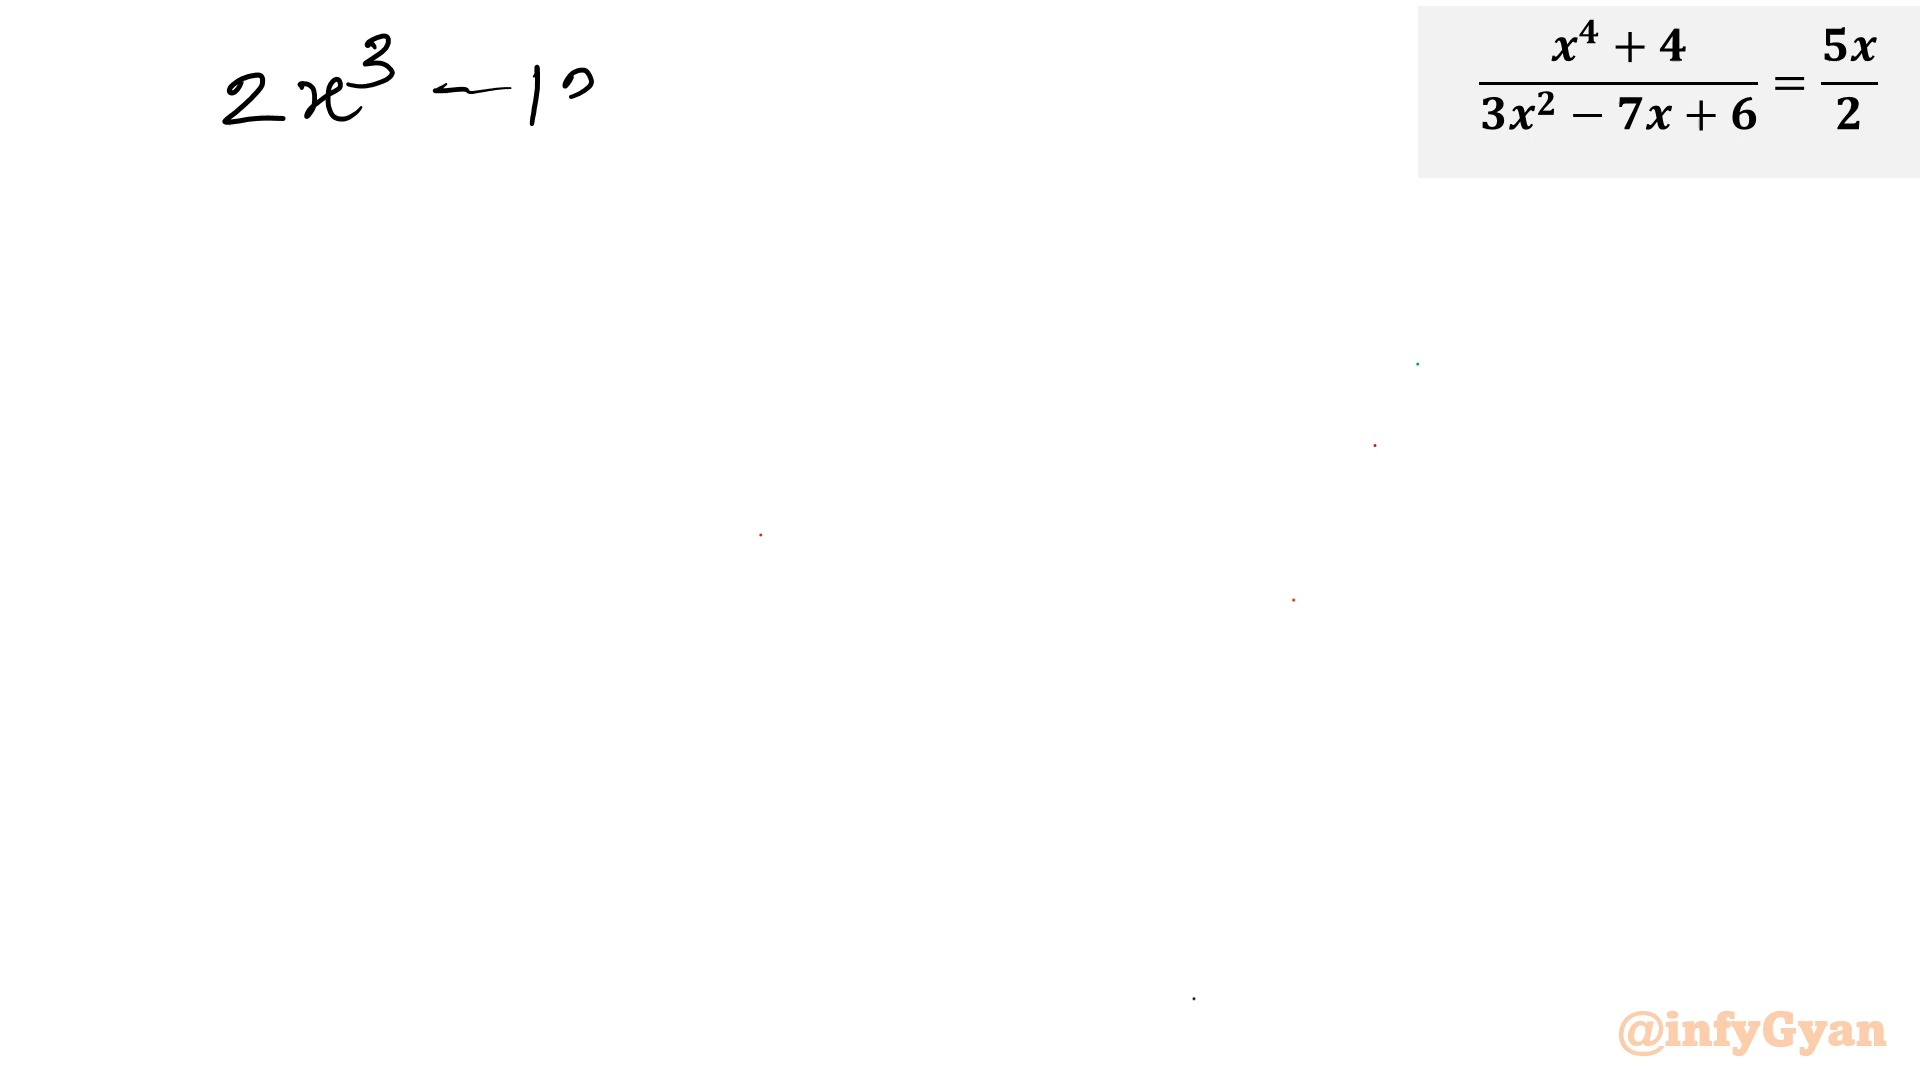 2x³ − 1
x⁴ + 4 / 3x² − 7x + 6 = 5x / 2
@infyGyan